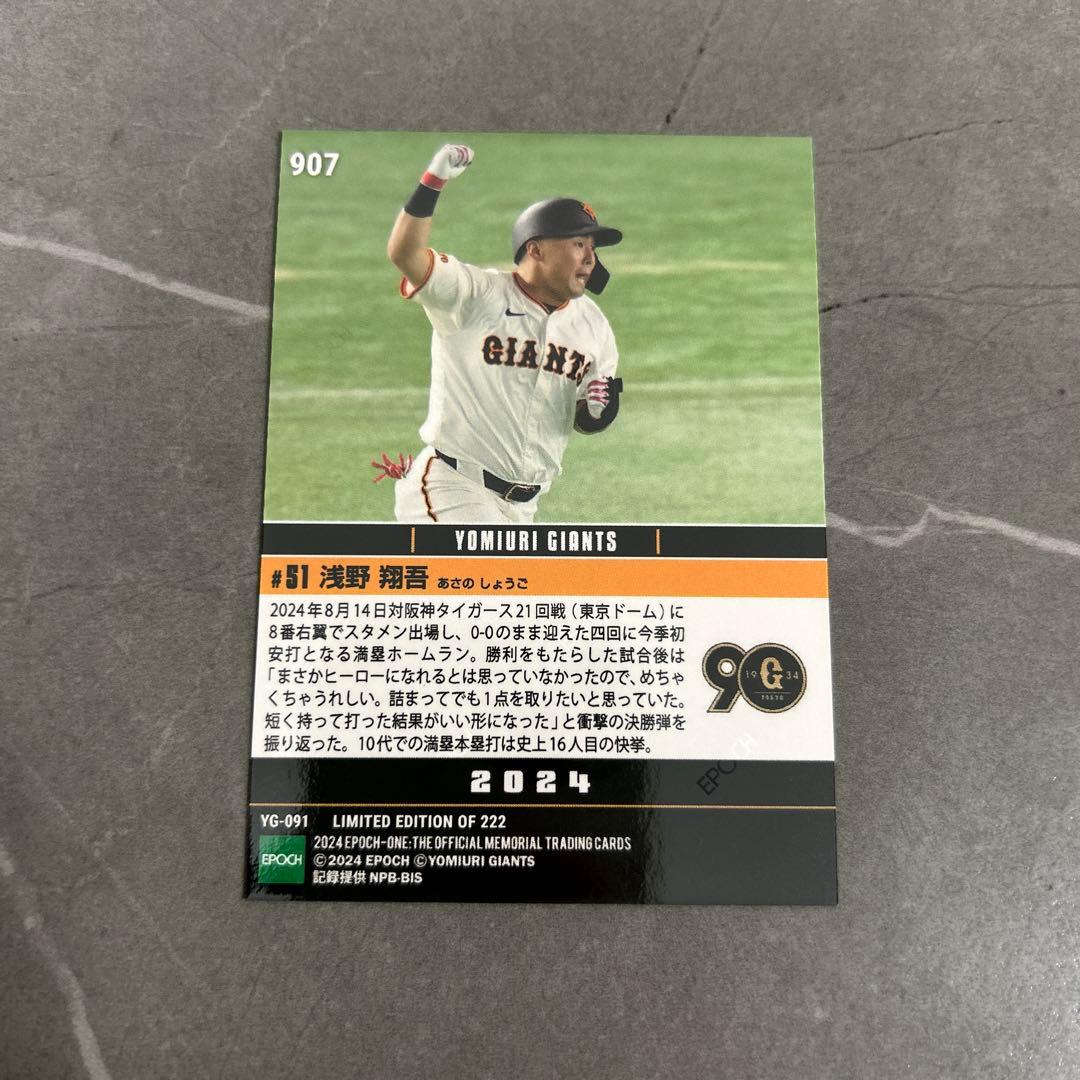 907
GIANTS
YOMIURI GIANTS
#51 浅野 翔吾 あさの しょうご
2024年8月14日対阪神タイガース21回戦(東京ドーム)に
8番右翼でスタメン出場し、0-0のまま迎えた四回に今季初
安打となる満塁ホームラン。勝利をもたらした試合後は
「まさかヒーローになれるとは思っていなかったので、めちゃ
くちゃうれしい。詰まってでも1点を取りたいと思っていた。
短く持って打った結果がいい形になった」と衝撃の決勝弾を
振り返った。10代での満塁本塁打は史上16人目の快挙。
90
19 G 34
TOKYO
EPOCH
2024
YG-091 LIMITED EDITION OF 222
2024 EPOCH-ONE:THE OFFICIAL MEMORIAL TRADING CARDS
EPOCH
©2024 EPOCH ©YOMIURI GIANTS
記録提供 NPB-BIS